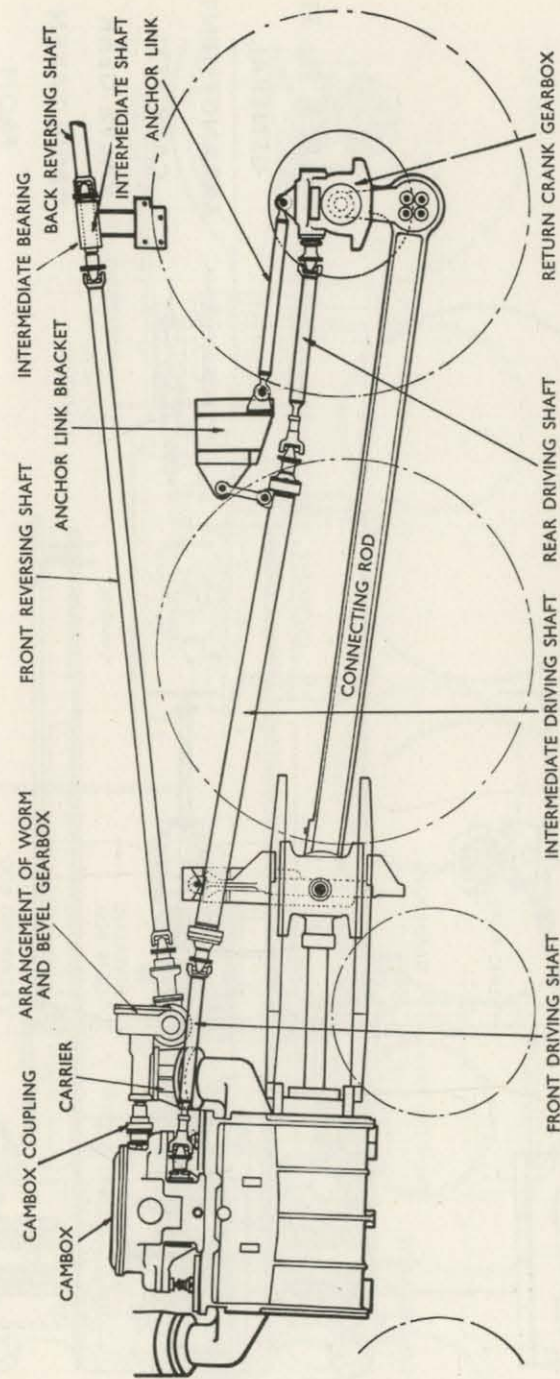 CAMBOX
CAMBOX COUPLING
CARRIER
ARRANGEMENT OF WORM
AND BEVEL GEARBOX
FRONT REVERSING SHAFT
ANCHOR LINK BRACKET
INTERMEDIATE BEARING
BACK REVERSING SHAFT
INTERMEDIATE SHAFT
ANCHOR LINK
CONNECTING ROD
FRONT DRIVING SHAFT
INTERMEDIATE DRIVING SHAFT
REAR DRIVING SHAFT
RETURN CRANK GEARBOX